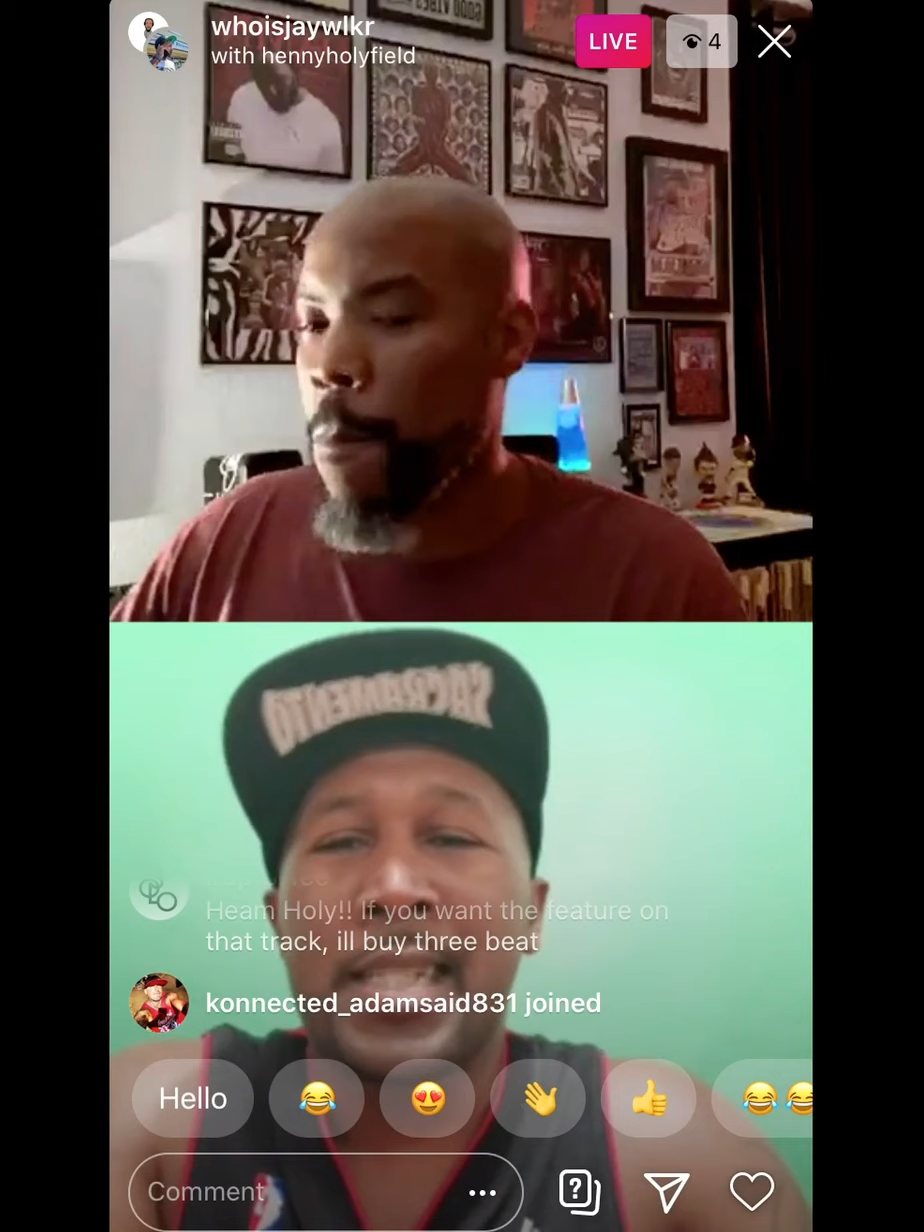 whoisjaywlkr
with hennyholyfield
LIVE
4
Heam Holy!! If you want the feature on
that track, ill buy three beat
konnected_adamsaid831 joined
Hello
Comment
SACRAMENTO